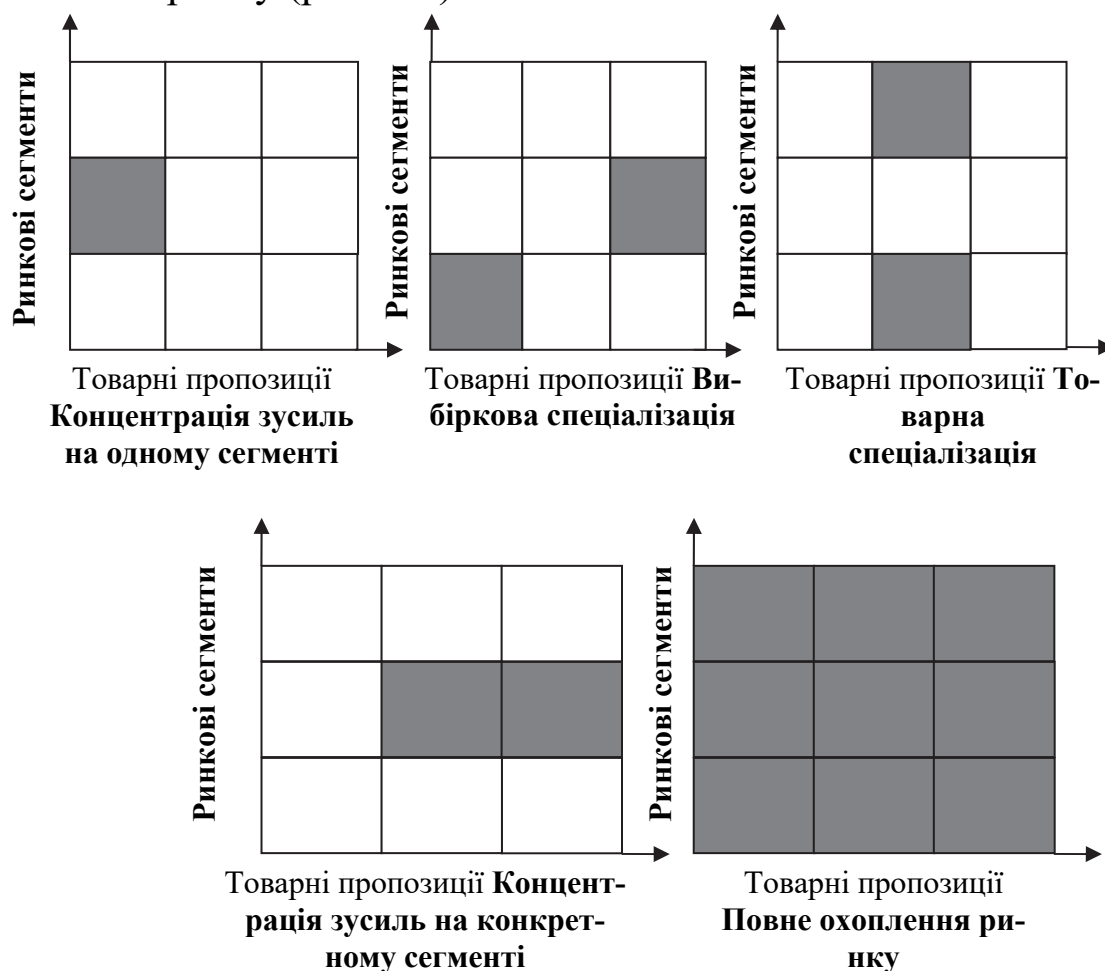 Ринкові сегменти
Ринкові сегменти
Ринкові сегменти
Товарні пропозиції
Концентрація зусиль
на одному сегменті
Товарні пропозиції Ви-
біркова спеціалізація
Товарні пропозиції То-
варна
спеціалізація
Ринкові сегменти
Ринкові сегменти
Товарні пропозиції Концент-
рація зусиль на конкрет-
ному сегменті
Товарні пропозиції
Повне охоплення ри-
нку